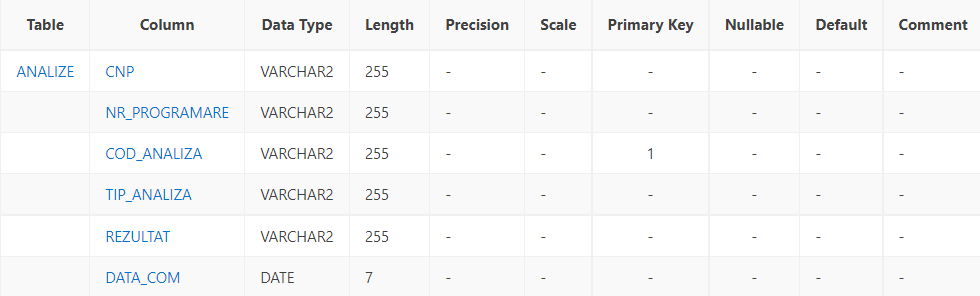 Table Column Data Type Length Precision Scale Primary Key Nullable Default Comment
ANALIZE CNP VARCHAR2 255 - - - - - -
NR_PROGRAMARE VARCHAR2 255 - - - - - -
COD_ANALIZA VARCHAR2 255 - - 1 - - -
TIP_ANALIZA VARCHAR2 255 - - - - - -
REZULTAT VARCHAR2 255 - - - - - -
DATA_COM DATE 7 - - - - - -